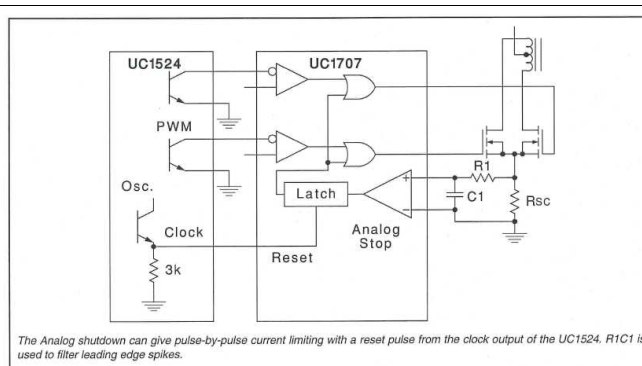 UC1524
UC1707
PWM
Osc.
Clock
3k
Reset
Latch
Analog
Stop
+
−
R1
C1
Rsc
The Analog shutdown can give pulse-by-pulse current limiting with a reset pulse from the clock output of the UC1524. R1C1 is
used to filter leading edge spikes.